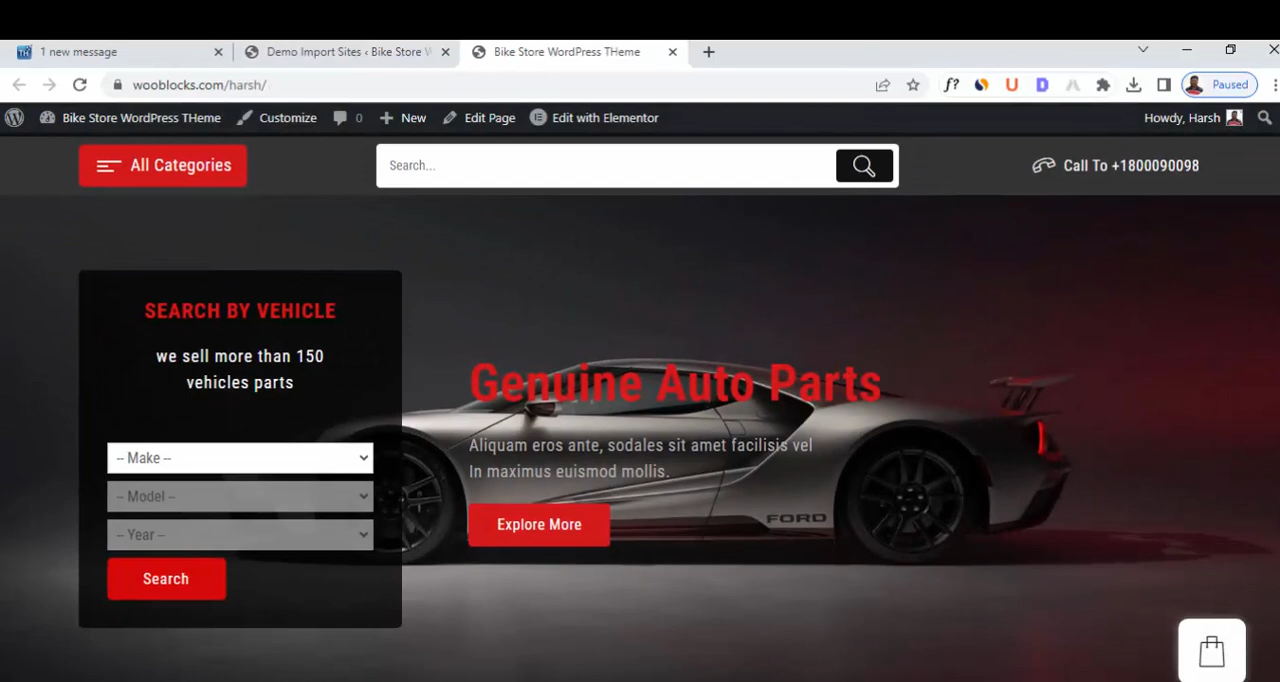 1 new message
Demo Import Sites ‹ Bike Store W
Bike Store WordPress THeme
wooblocks.com/harsh/
f?
U
D
Paused
Bike Store WordPress THeme
Customize
0
New
Edit Page
Edit with Elementor
Howdy, Harsh
All Categories
Search...
Call To +1800090098
SEARCH BY VEHICLE
we sell more than 150
vehicles parts
-- Make --
-- Model --
-- Year --
Search
Genuine Auto Parts
Aliquam eros ante, sodales sit amet facilisis vel
In maximus euismod mollis.
Explore More
FORD